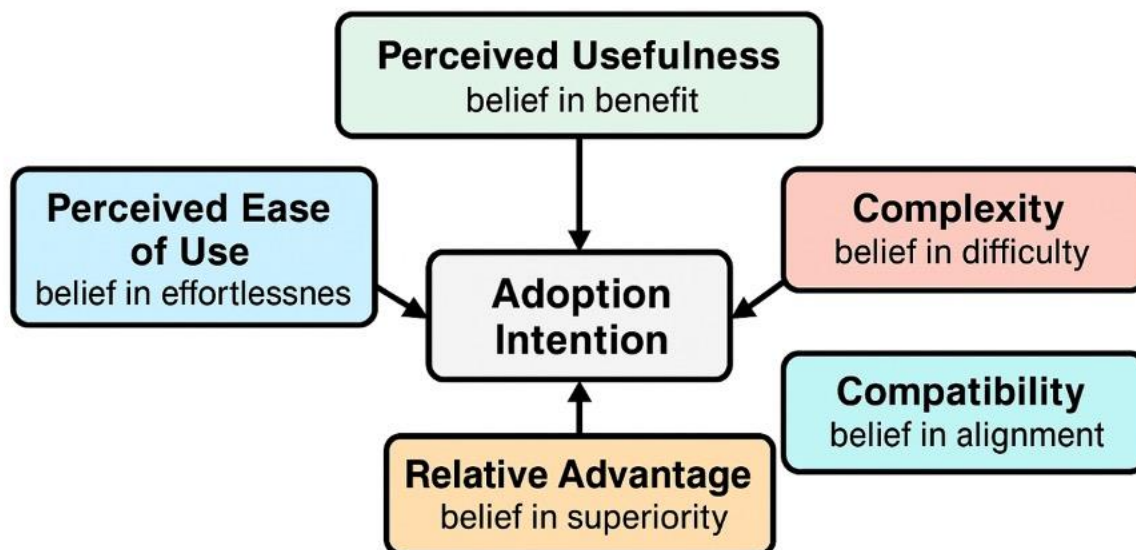 Perceived Usefulness
belief in benefit
Perceived Ease
of Use
belief in effortlessnes
Complexity
belief in difficulty
Adoption
Intention
Compatibility
belief in alignment
Relative Advantage
belief in superiority